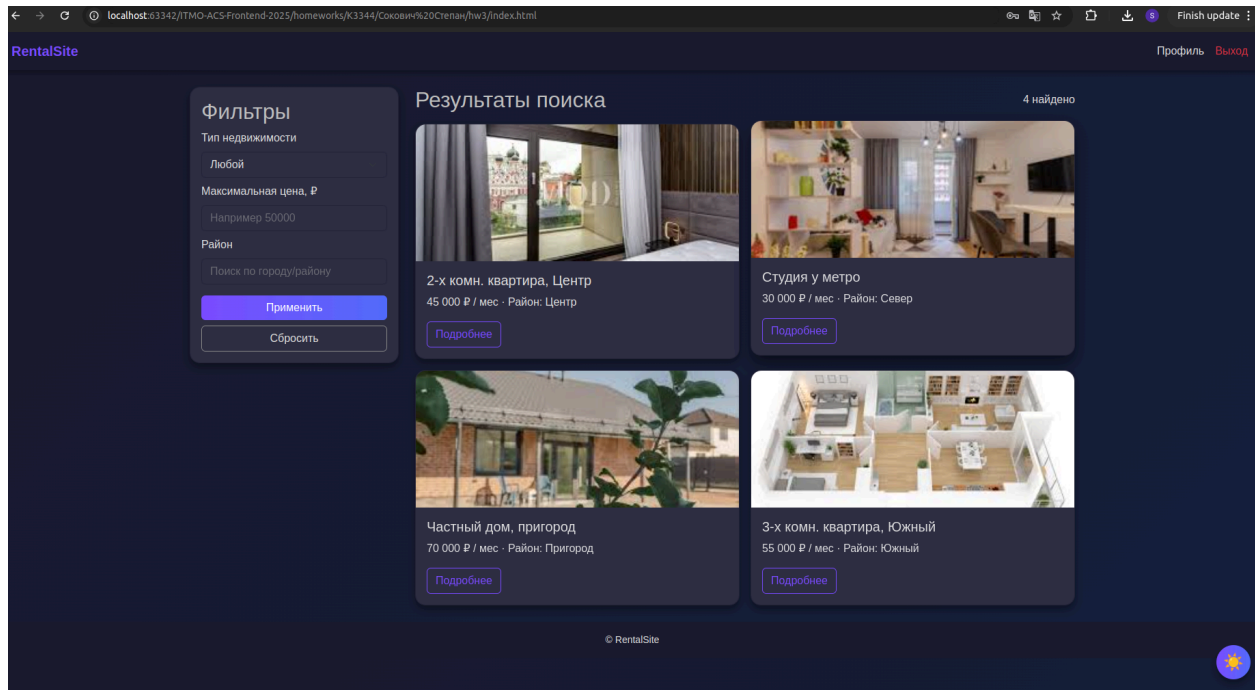 localhost:63342/ITMO-ACS-Frontend-2025/homeworks/K3344/Сокович%20Степан/hw3/index.html
S
Finish update
RentalSite
Профиль
Выход
Фильтры
Тип недвижимости
Любой
Максимальная цена, ₽
Например 50000
Район
Поиск по городу/району
Применить
Сбросить
Результаты поиска
4 найдено
2-х комн. квартира, Центр
45 000 ₽ / мес · Район: Центр
Подробнее
Студия у метро
30 000 ₽ / мес · Район: Север
Подробнее
Частный дом, пригород
70 000 ₽ / мес · Район: Пригород
Подробнее
3-х комн. квартира, Южный
55 000 ₽ / мес · Район: Южный
Подробнее
© RentalSite